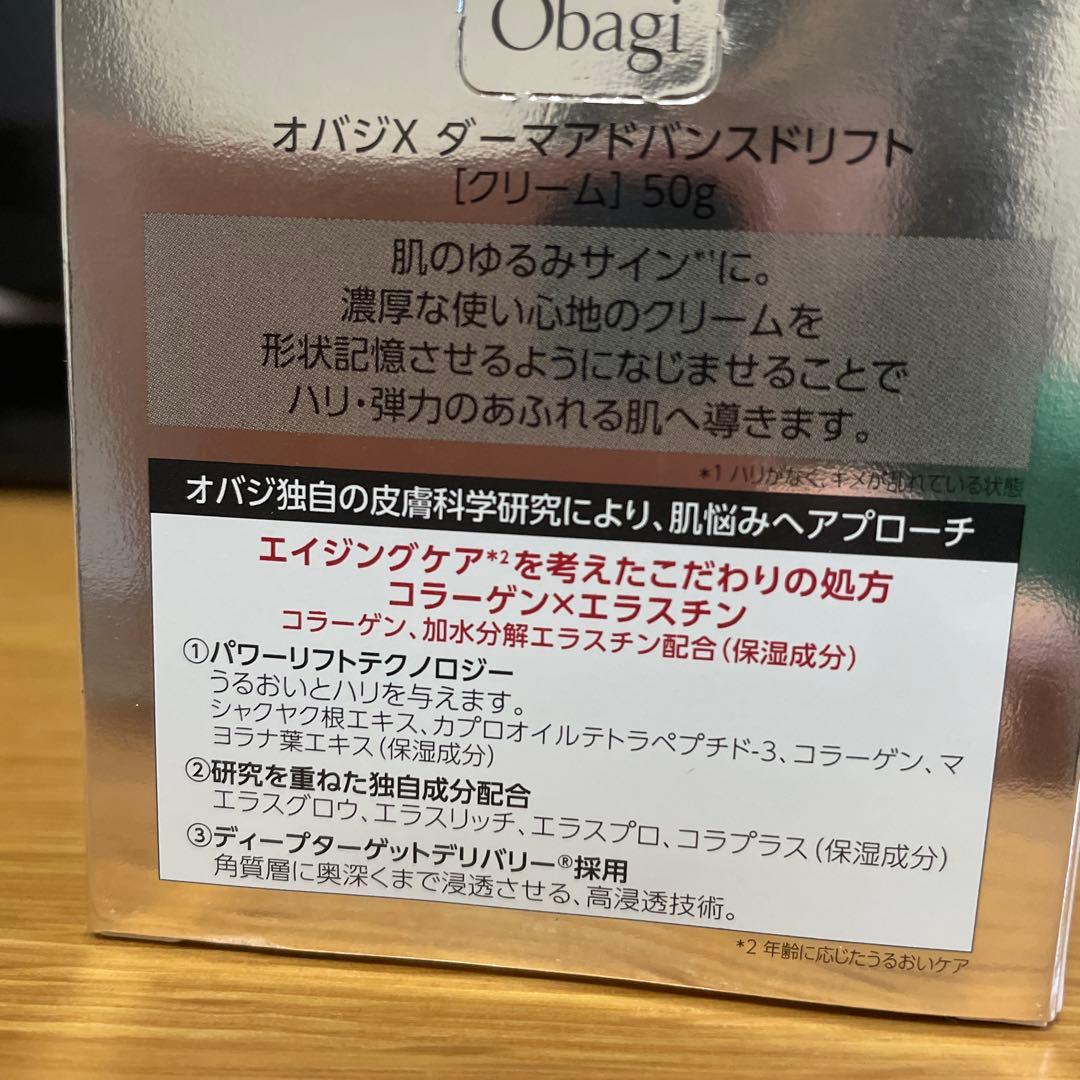 Obagi
オバジX ダーマアドバンスドリフト
[クリーム] 50g
肌のゆるみサイン*1に。
濃厚な使い心地のクリームを
形状記憶させるようになじませることで
ハリ・弾力のあふれる肌へ導きます。
*1 ハリがなく、キメが乱れている状態
オバジ独自の皮膚科学研究により、肌悩みへアプローチ
エイジングケア*2を考えたこだわりの処方
コラーゲン×エラスチン
コラーゲン、加水分解エラスチン配合(保湿成分)
①パワーリフトテクノロジー
うるおいとハリを与えます。
シャクヤク根エキス、カプロオイルテトラペプチド-3、コラーゲン、マ
ヨラナ葉エキス(保湿成分)
②研究を重ねた独自成分配合
エラスグロウ、エラスリッチ、エラスプロ、コラプラス(保湿成分)
③ディープターゲットデリバリー®採用
角質層に奥深くまで浸透させる、高浸透技術。
*2 年齢に応じたうるおいケア